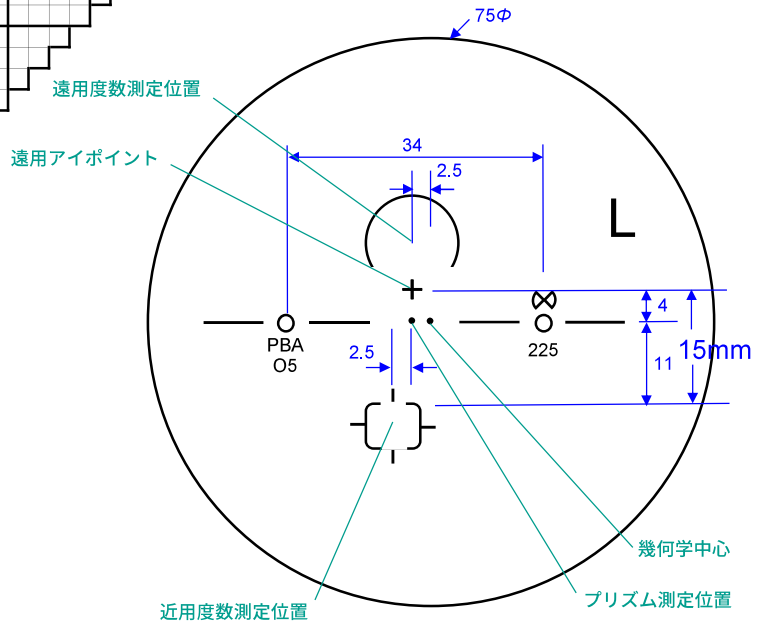 75Φ
遠用度数測定位置
34
遠用アイポイント
2.5
L
4
PBA
O5
225
2.5
11
15mm
幾何学中心
プリズム測定位置
近用度数測定位置